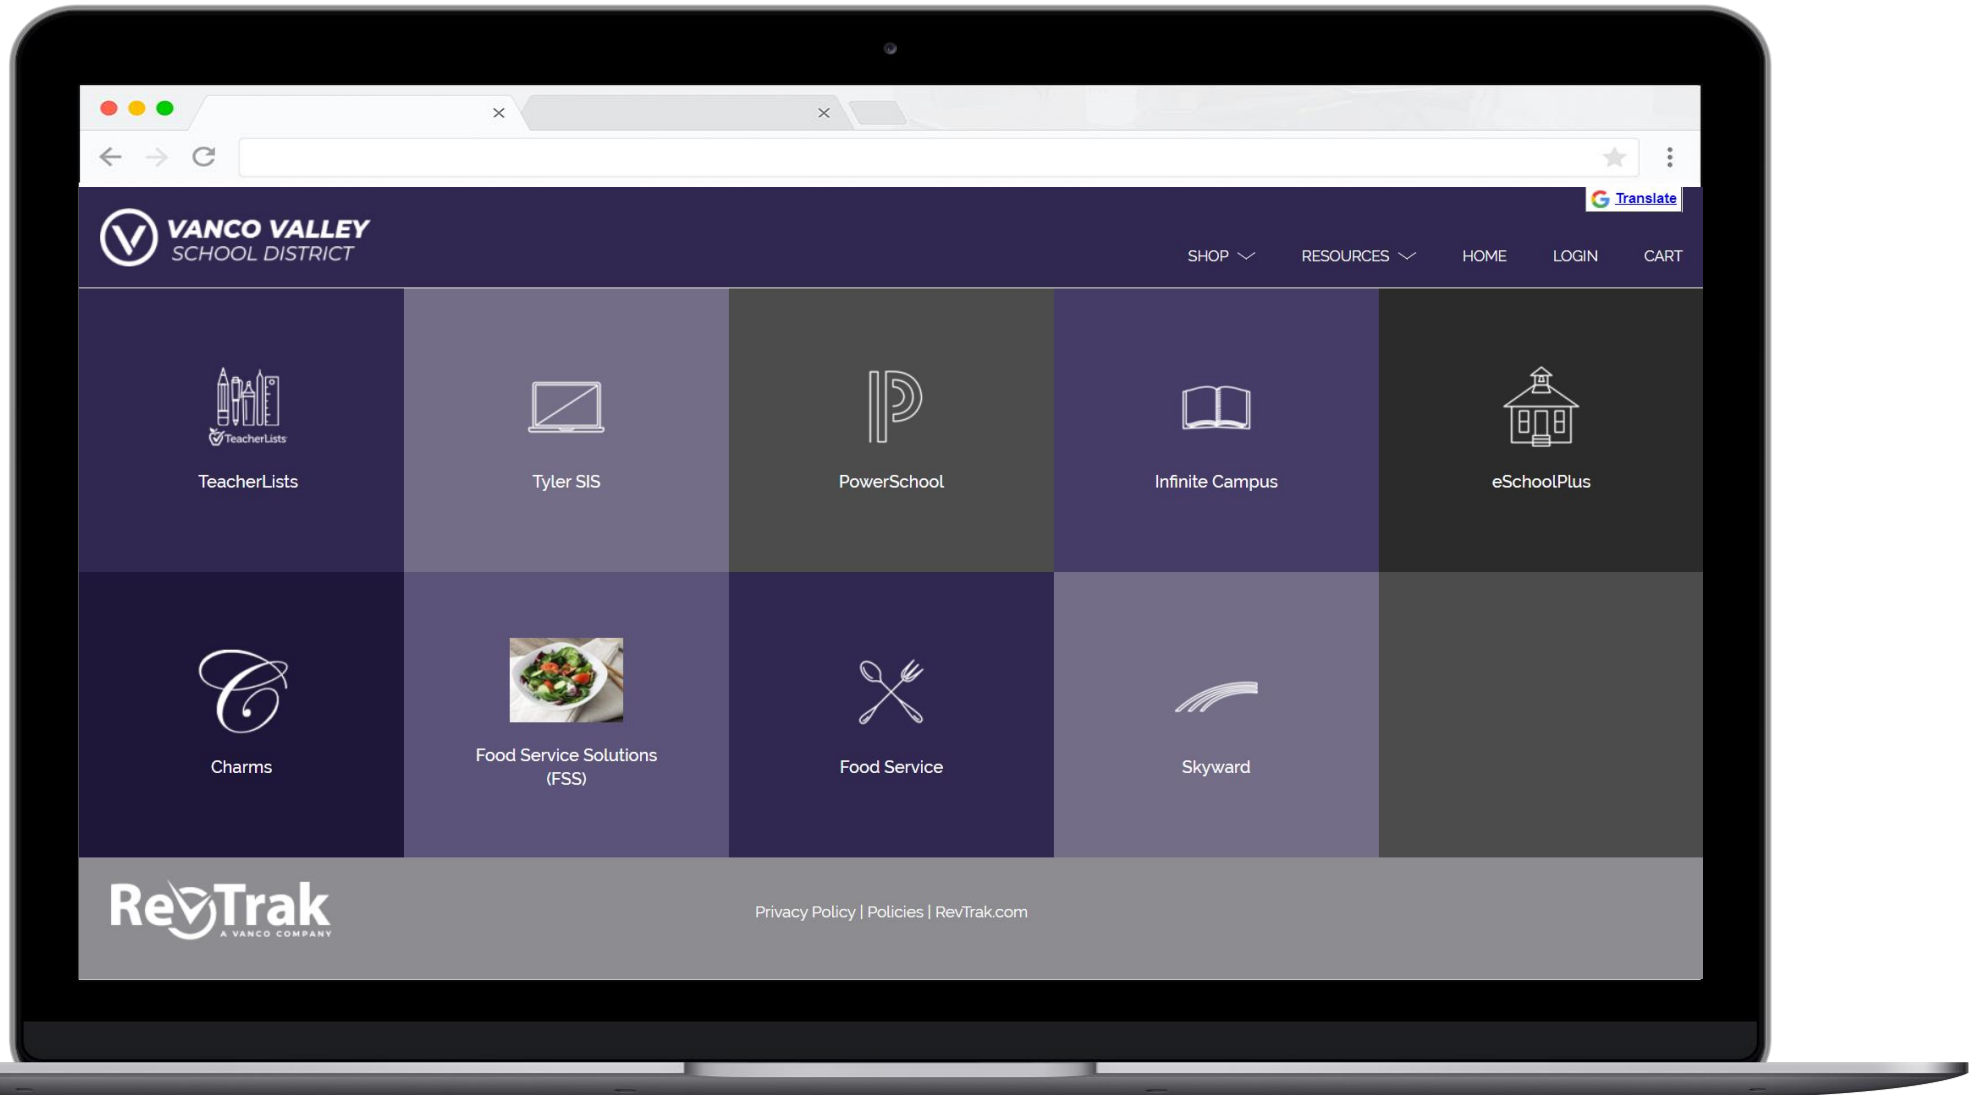 Translate
VANCO VALLEY
SCHOOL DISTRICT
SHOP
RESOURCES
HOME
LOGIN
CART
TeacherLists
TeacherLists
Tyler SIS
PowerSchool
Infinite Campus
eSchoolPlus
Charms
Food Service Solutions
(FSS)
Food Service
Skyward
RevTrak
A VANCO COMPANY
Privacy Policy | Policies | RevTrak.com